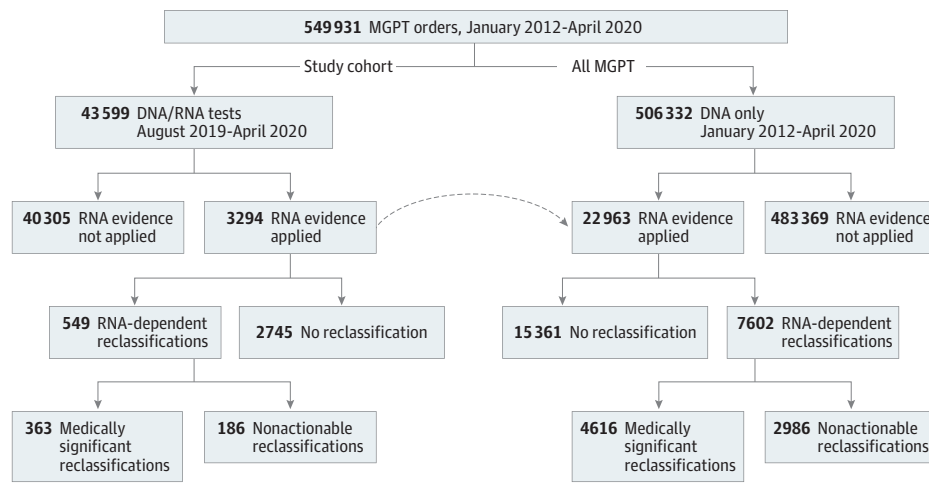 549 931 MGPT orders, January 2012-April 2020
Study cohort
All MGPT
43 599 DNA/RNA tests
August 2019-April 2020
506 332 DNA only
January 2012-April 2020
40 305 RNA evidence
not applied
3294 RNA evidence
applied
22 963 RNA evidence
applied
483 369 RNA evidence
not applied
549 RNA-dependent
reclassifications
2745 No reclassification
15 361 No reclassification
7602 RNA-dependent
reclassifications
363 Medically
significant
reclassifications
186 Nonactionable
reclassifications
4616 Medically
significant
reclassifications
2986 Nonactionable
reclassifications